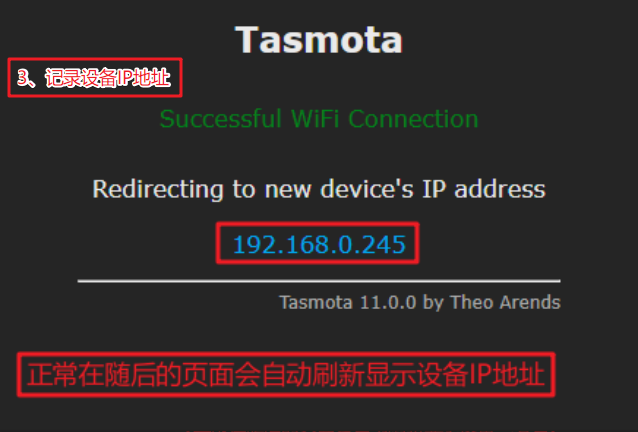 Tasmota
3、记录设备IP地址
Successful WiFi Connection
Redirecting to new device's IP address
192.168.0.245
Tasmota 11.0.0 by Theo Arends
正常在随后的页面会自动刷新显示设备IP地址